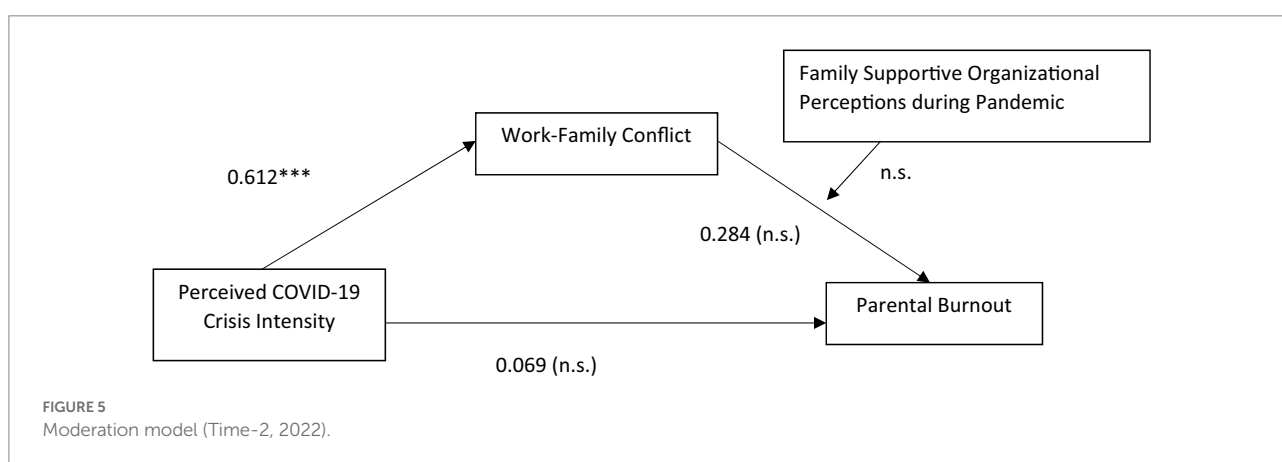 Family Supportive Organizational
Perceptions during Pandemic
Work-Family Conflict
n.s.
0.612***
0.284 (n.s.)
Perceived COVID-19
Crisis Intensity
Parental Burnout
0.069 (n.s.)
FIGURE 5
Moderation model (Time-2, 2022).